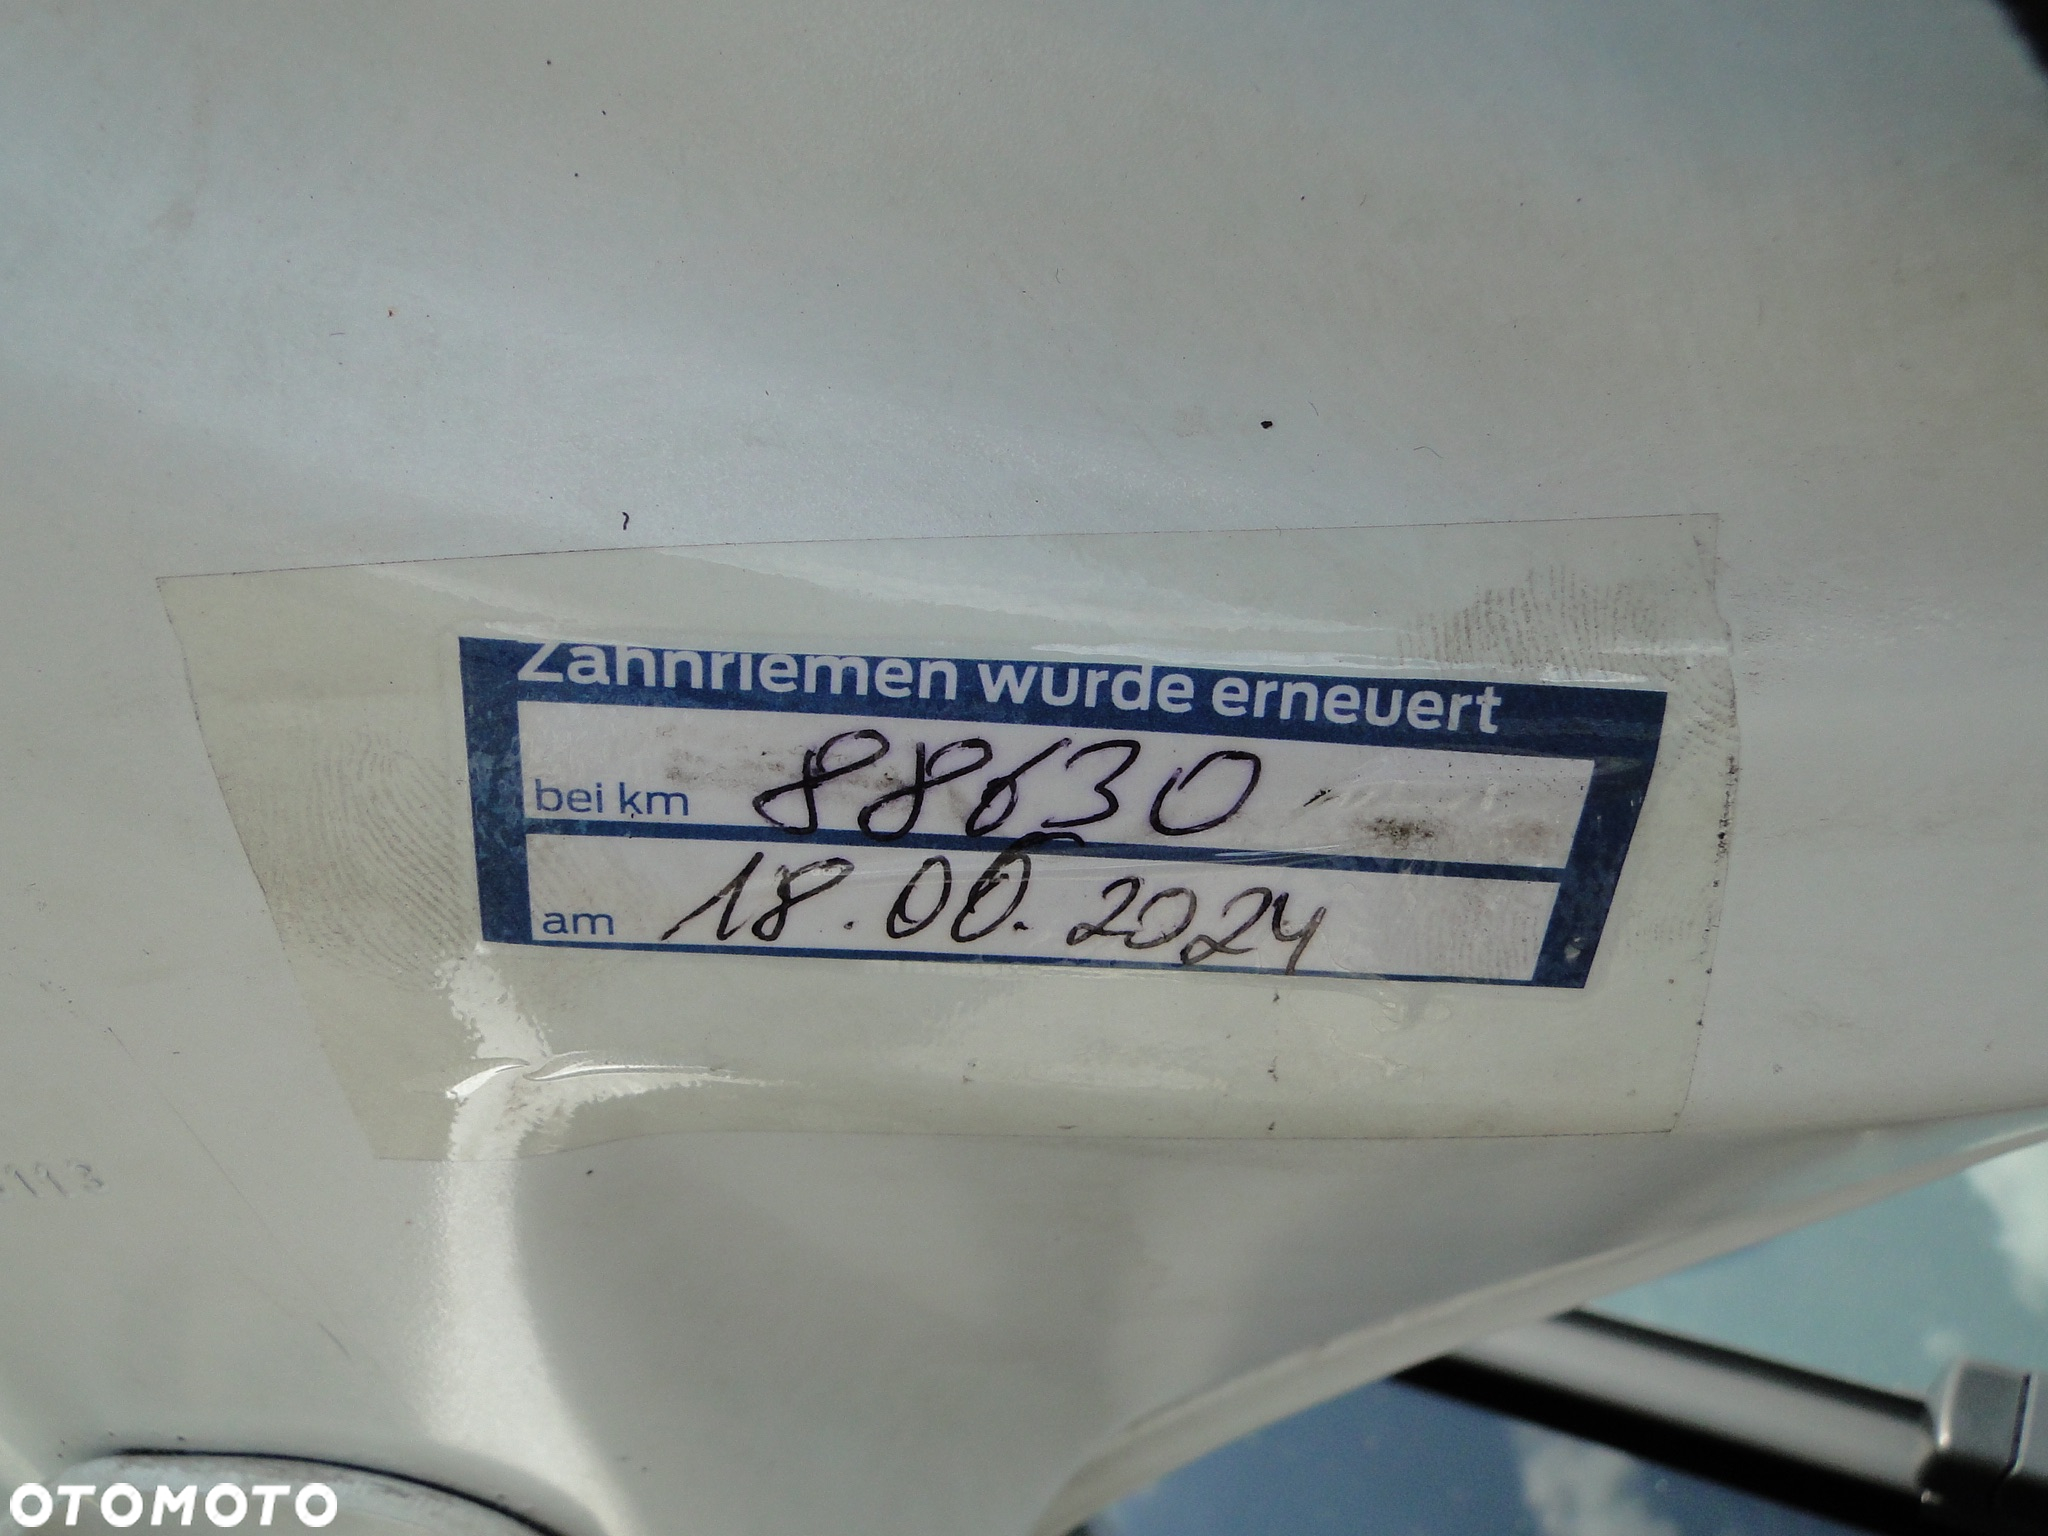 Zahnriemen wurde erneuert
bei km 88630
am 18.06.2024
OTOMOTO